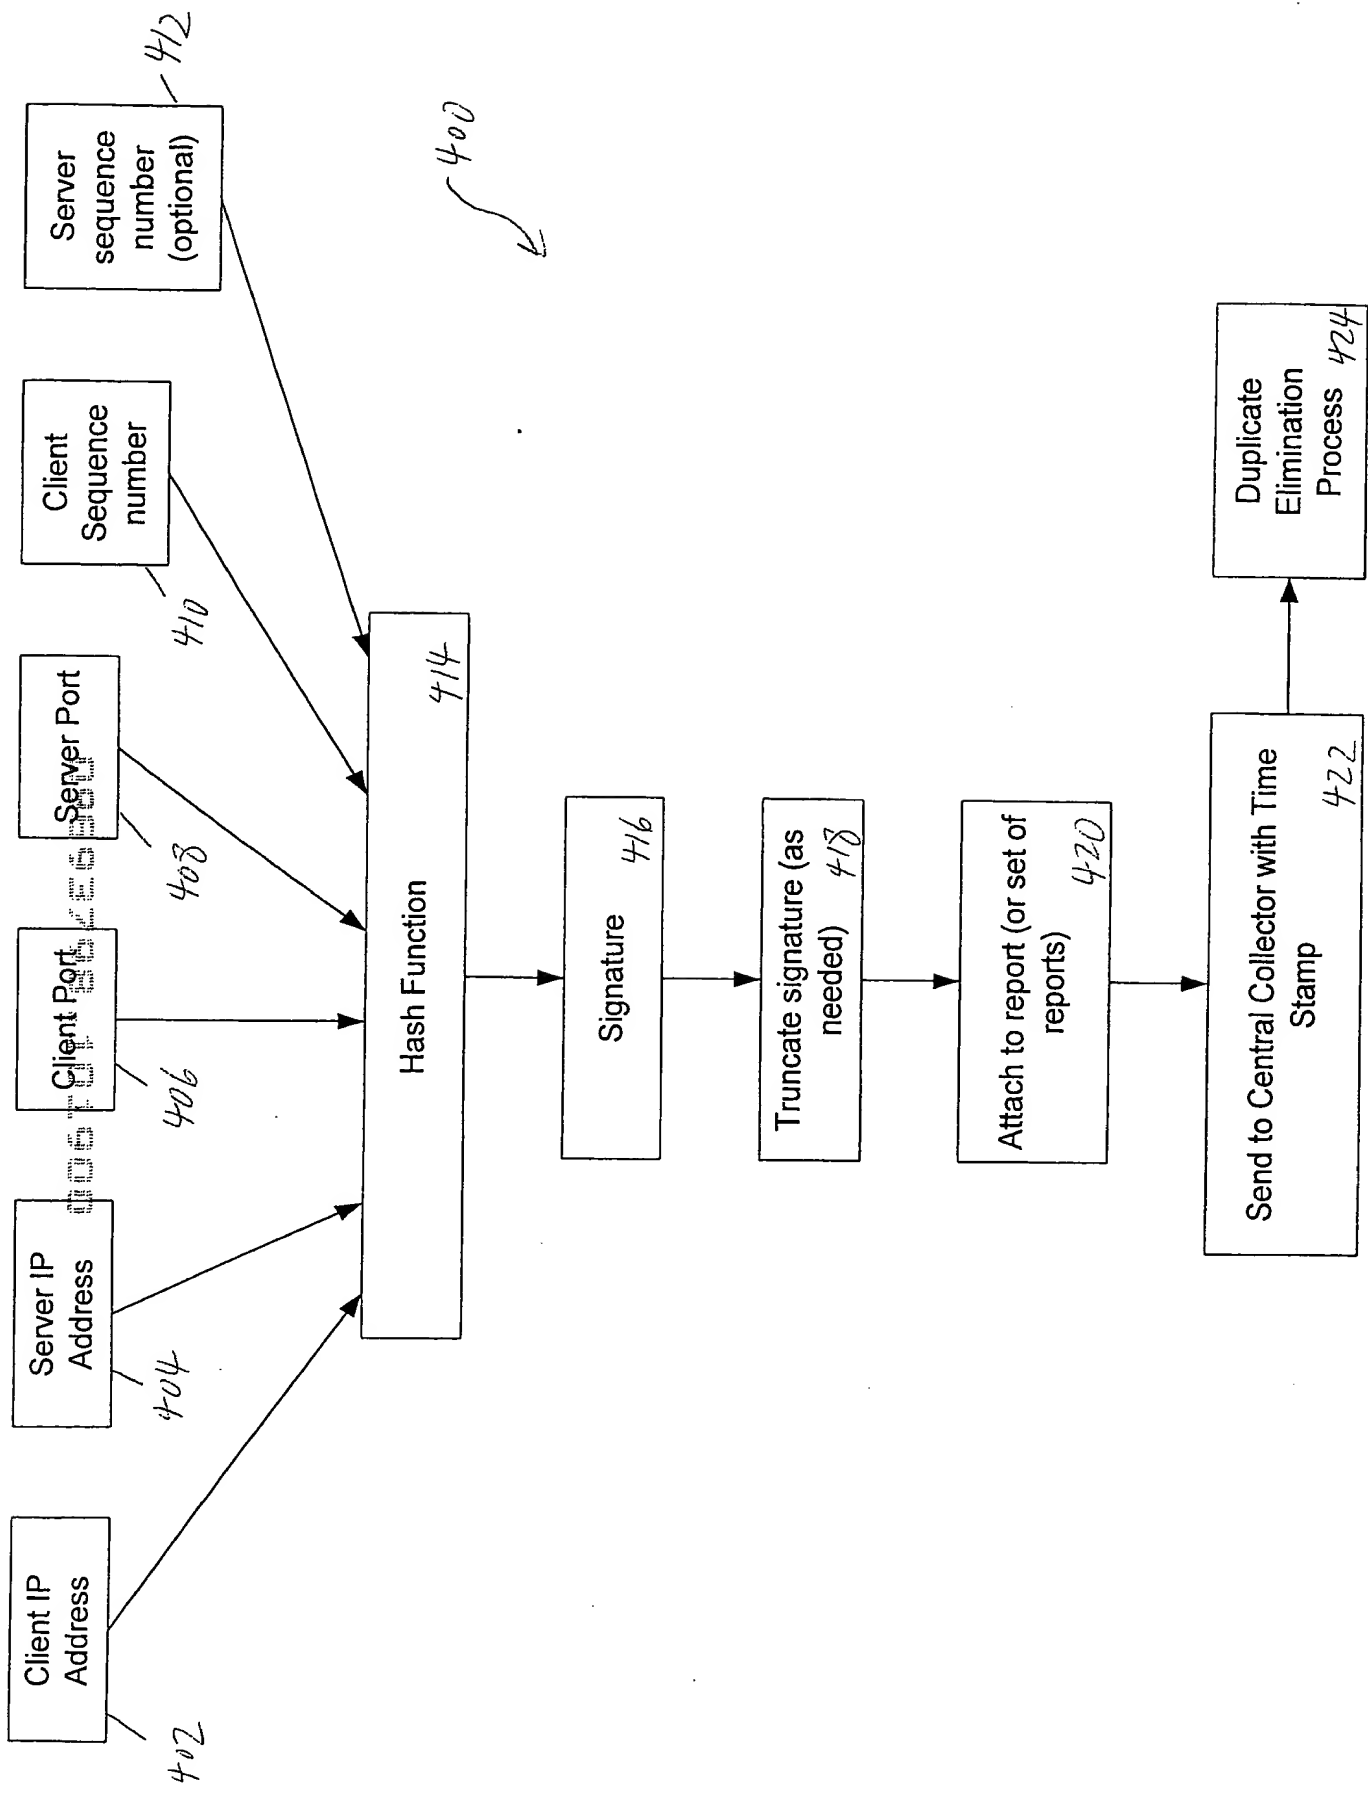 Client IP
Address
402
Server IP
Address
404
Client Port
406
Server Port
408
Client
Sequence
number
410
Server
sequence
number
(optional)
412
Hash Function
414
400
Signature
416
Truncate signature (as
needed)
418
Attach to report (or set of
reports)
420
Send to Central Collector with Time
Stamp
422
Duplicate
Elimination
Process
424